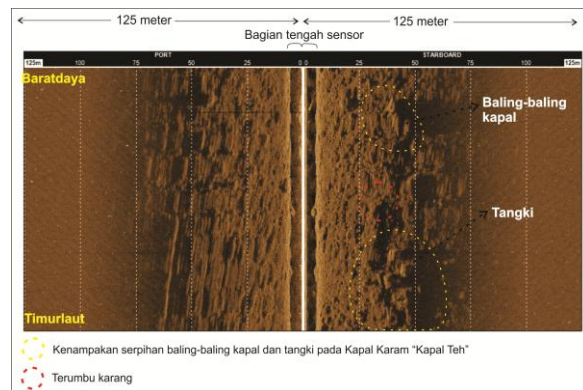 125 meter 125 meter
Bagian tengah sensor
PORT STARBOARD
125m 100 75 50 25 0 0 25 50 75 100 125m
Baratdaya
Baling-baling
kapal
Tangki
Timurlaut
Kenampakan serpihan baling-baling kapal dan tangki pada Kapal Karam "Kapal Teh"
Terumbu karang